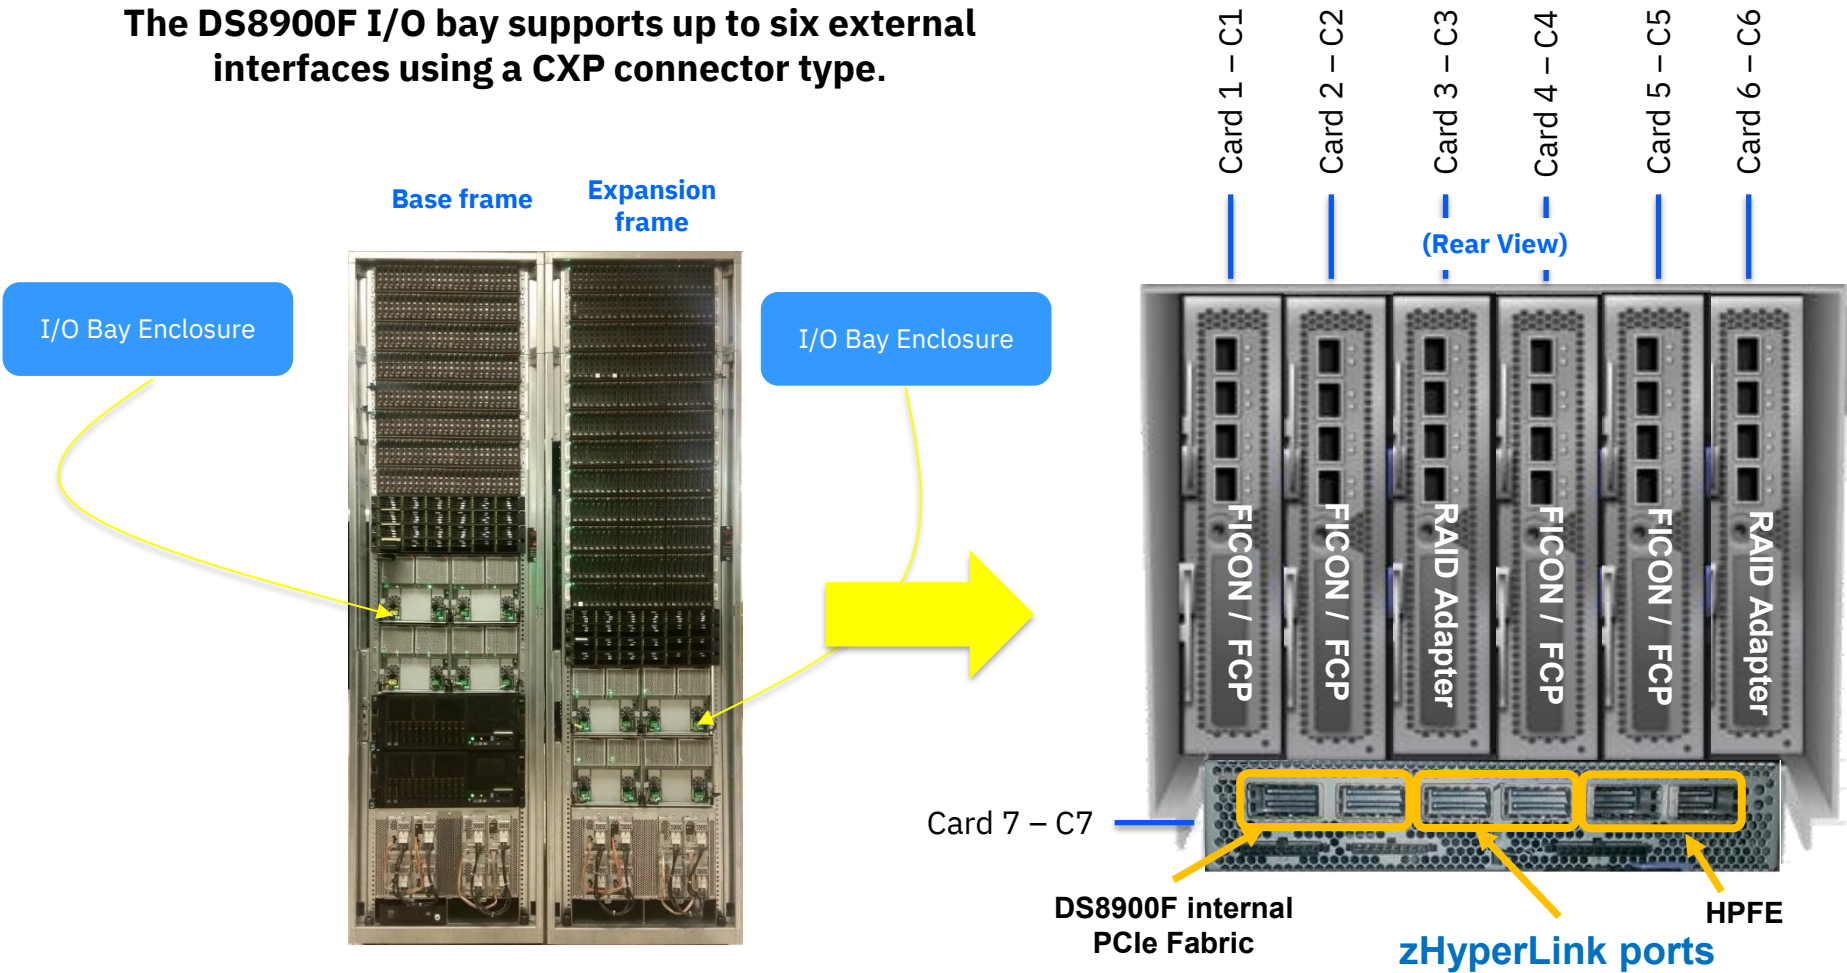 The DS8900F I/O bay supports up to six external
interfaces using a CXP connector type.
Card 1 – C1
Card 2 – C2
Card 3 – C3
Card 4 – C4
Card 5 – C5
Card 6 – C6
Base frame
Expansion
frame
(Rear View)
I/O Bay Enclosure
I/O Bay Enclosure
FICON / FCP
FICON / FCP
RAID Adapter
FICON / FCP
FICON / FCP
RAID Adapter
Card 7 – C7
DS8900F internal
PCIe Fabric
zHyperLink ports
HPFE